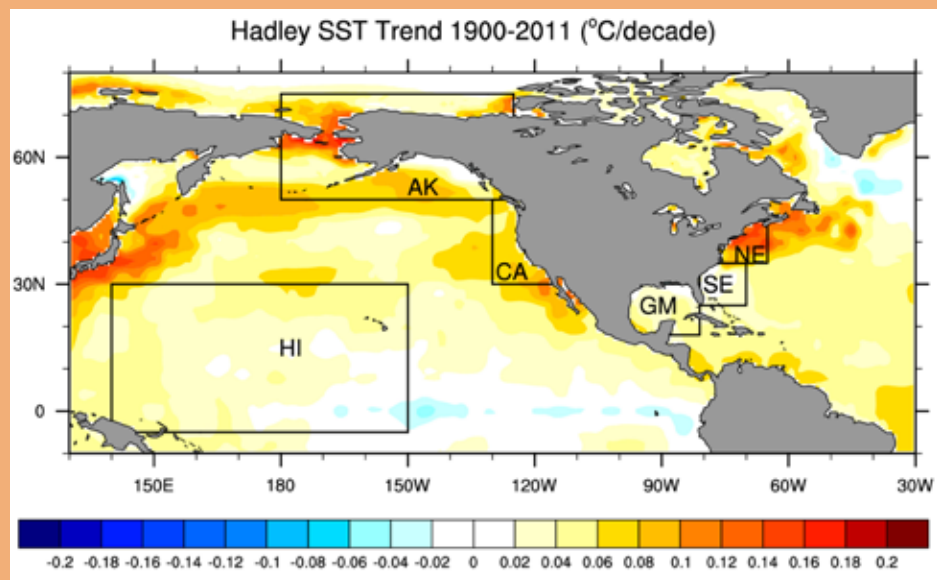 Hadley SST Trend 1900-2011 (°C/decade)
60N
AK
NE
CA
30N
SE
GM
HI
0
150E 180 150W 120W 90W 60W 30W
-0.2 -0.18 -0.16 -0.14 -0.12 -0.1 -0.08 -0.06 -0.04 -0.02 0 0.02 0.04 0.06 0.08 0.1 0.12 0.14 0.16 0.18 0.2